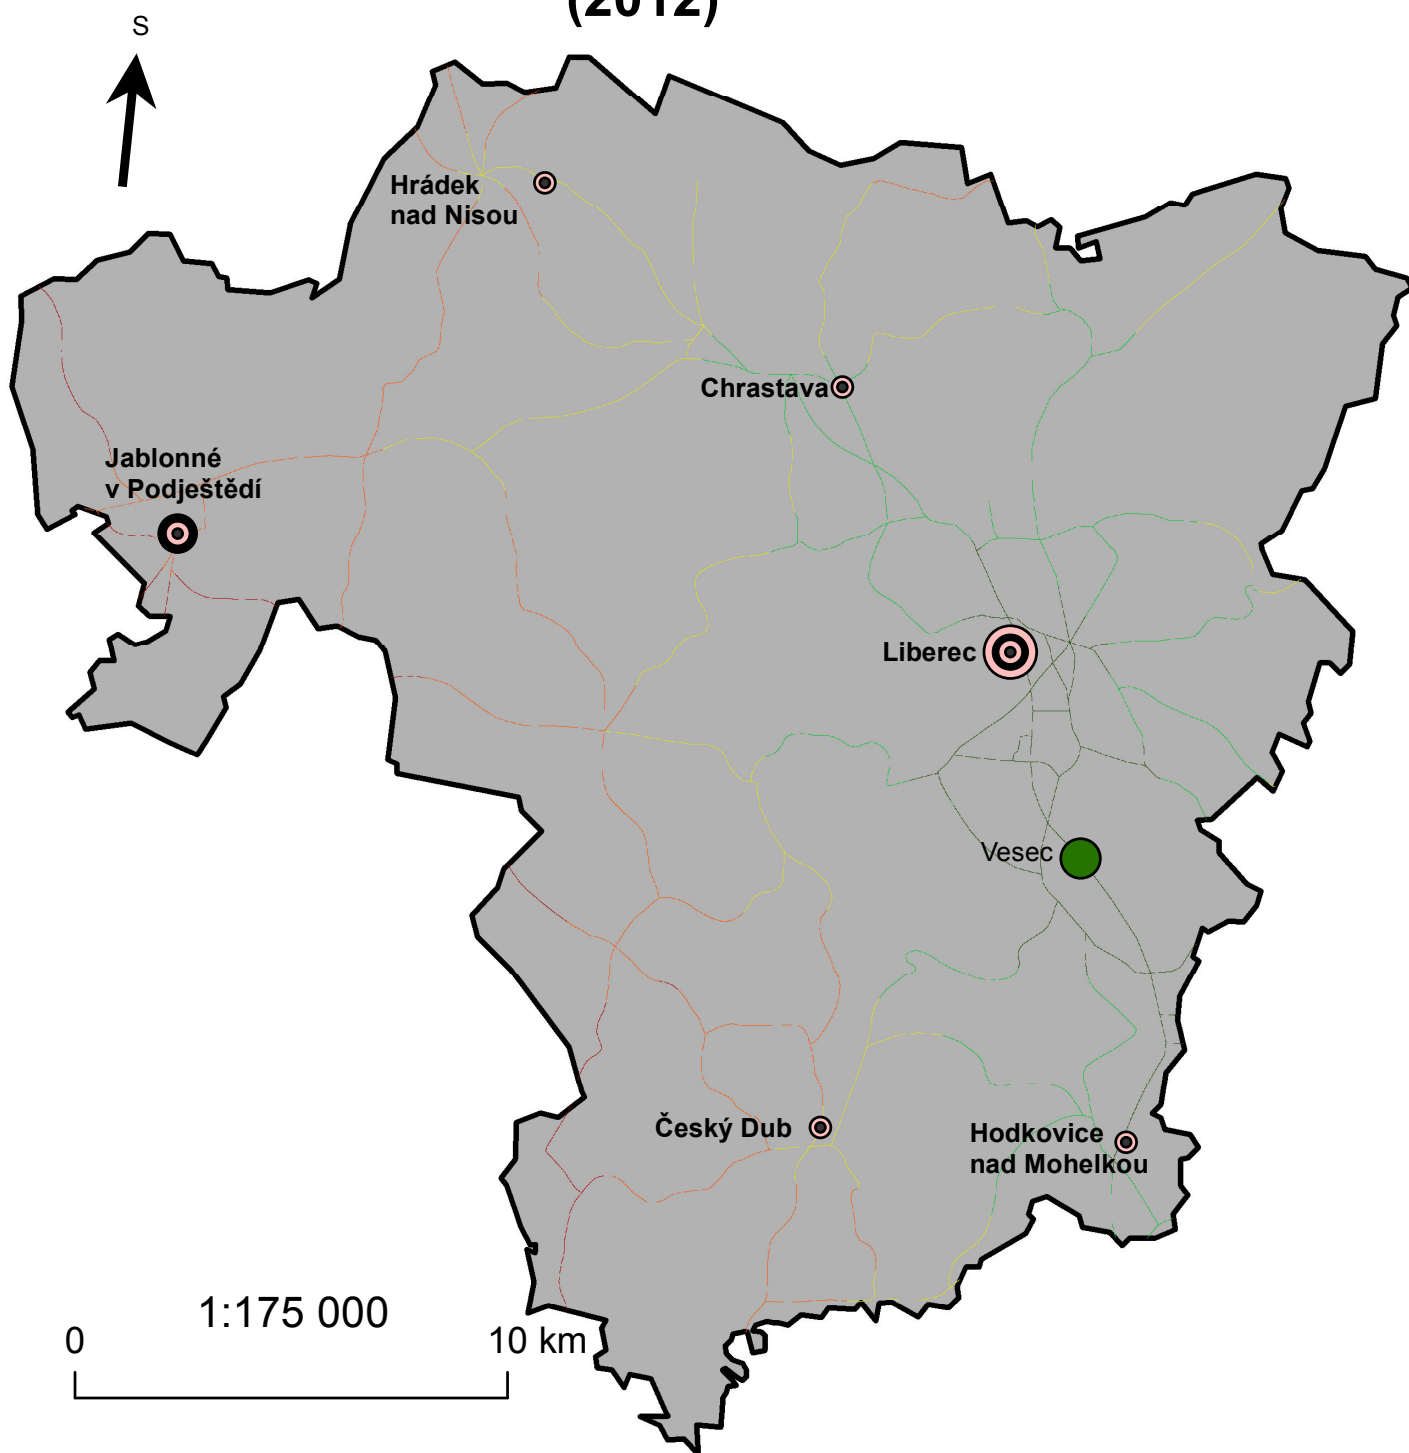 (2012)
S
Hrádek
nad Nisou
Chrastava
Jablonné
v Podještědí
Liberec
Vesec
Český Dub
Hodkovice
nad Mohelkou
1:175 000
0 10 km